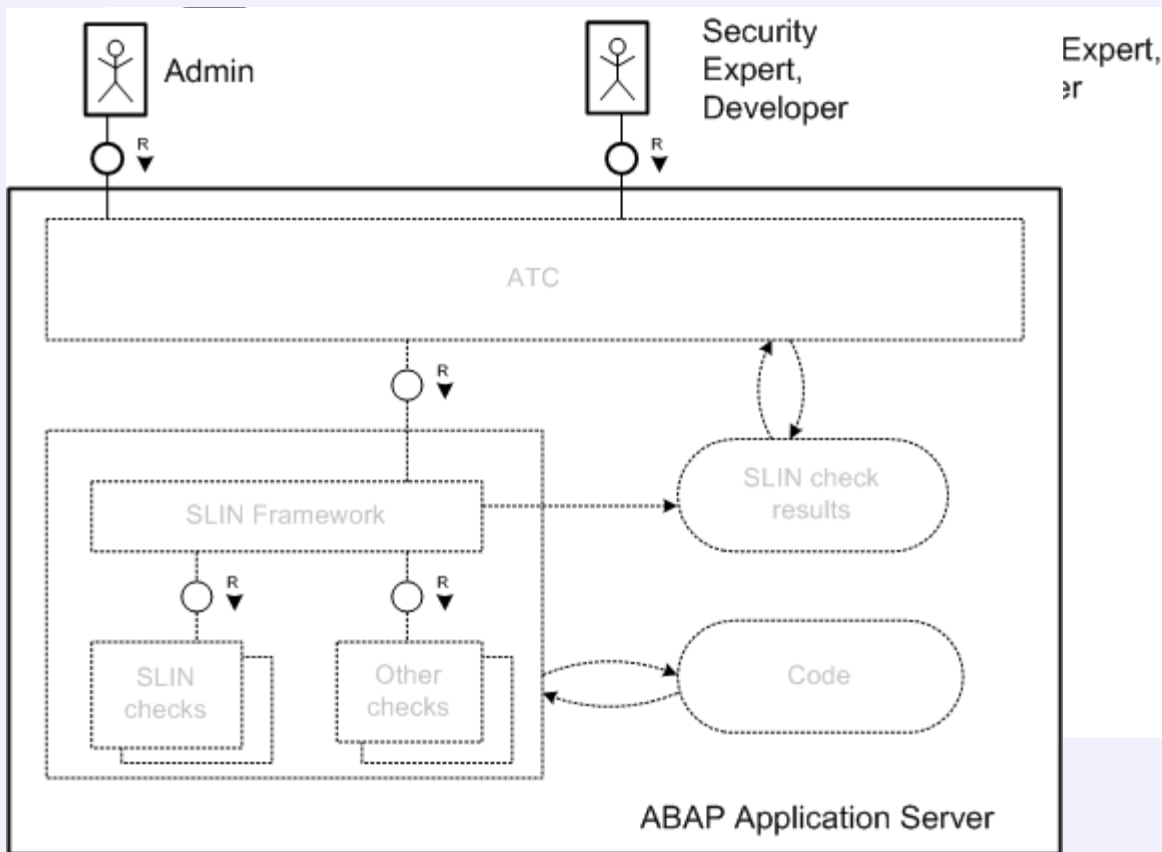 Admin
Security
Expert,
Developer
Expert,
er
R
R
ATC
R
SLIN Framework
SLIN check
results
R
R
SLIN
checks
Other
checks
Code
ABAP Application Server